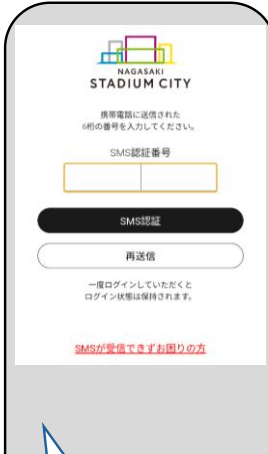 NAGASAKI
STADIUM CITY
携帯電話に送信された
6桁の番号を入力してください。
SMS認証番号
SMS認証
再送信
一度ログインしていただくと
ログイン状態は保持されます。
SMSが受信できずお困りの方